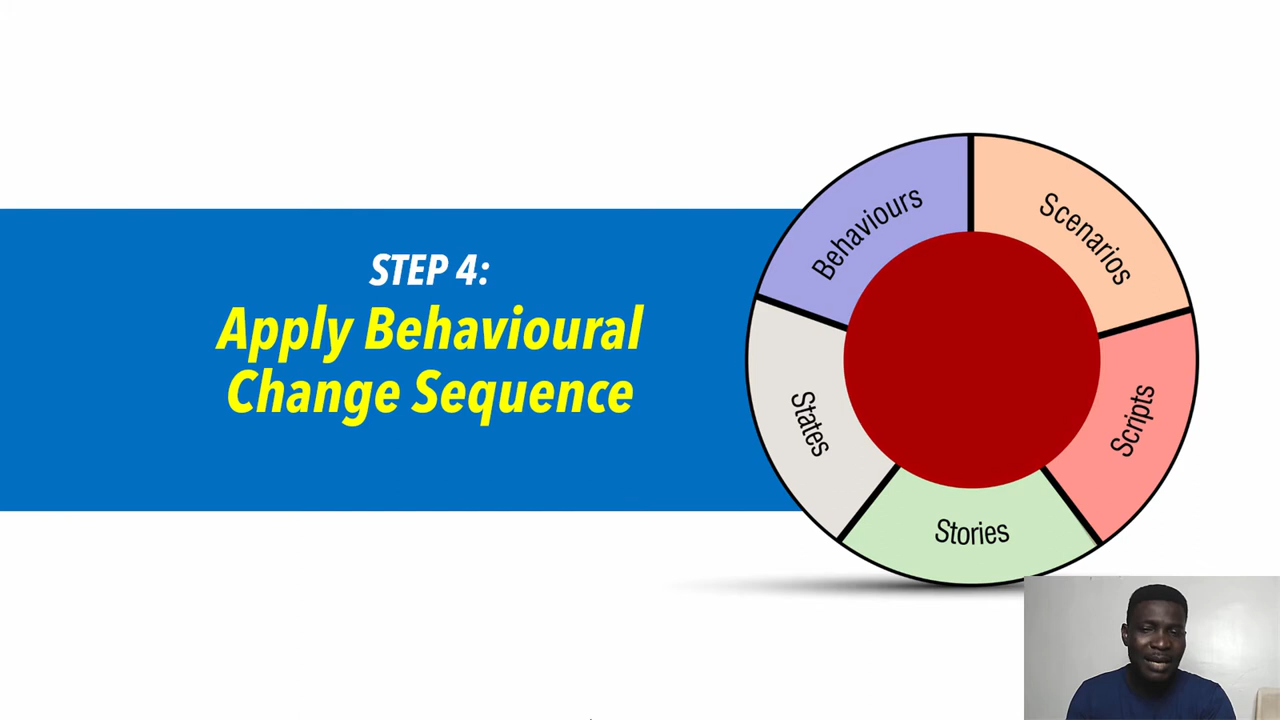 STEP 4:
Apply Behavioural
Change Sequence
Behaviours
Scenarios
Scripts
Stories
States